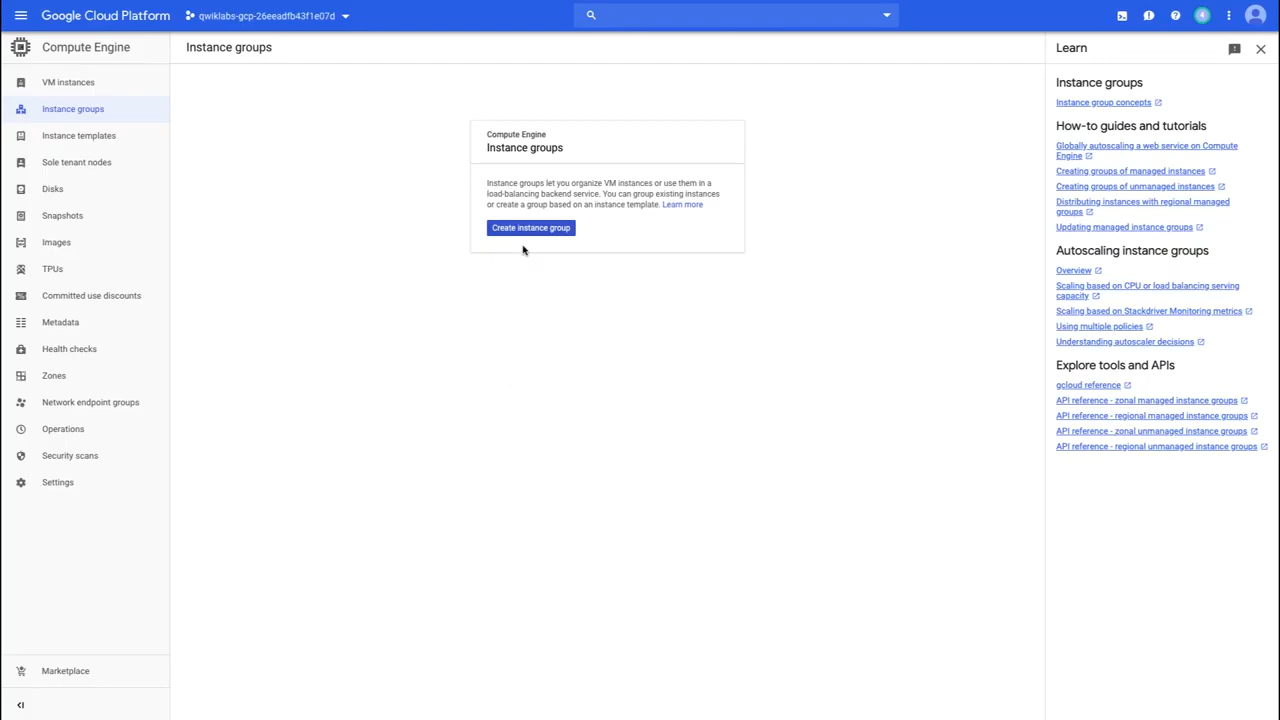 Google Cloud Platform
qwiklabs-gcp-26eeadfb43f1e07d
4
Compute Engine
VM instances
Instance groups
Instance templates
Sole tenant nodes
Disks
Snapshots
Images
TPUs
Committed use discounts
Metadata
Health checks
Zones
Network endpoint groups
Operations
Security scans
Settings
Marketplace
Instance groups
Compute Engine
Instance groups
Instance groups let you organize VM instances or use them in a
load-balancing backend service. You can group existing instances
or create a group based on an instance template. Learn more
Create instance group
Learn
Instance groups
Instance group concepts
How-to guides and tutorials
Globally autoscaling a web service on Compute
Engine
Creating groups of managed instances
Creating groups of unmanaged instances
Distributing instances with regional managed
groups
Updating managed instance groups
Autoscaling instance groups
Overview
Scaling based on CPU or load balancing serving
capacity
Scaling based on Stackdriver Monitoring metrics
Using multiple policies
Understanding autoscaler decisions
Explore tools and APIs
gcloud reference
API reference - zonal managed instance groups
API reference - regional managed instance groups
API reference - zonal unmanaged instance groups
API reference - regional unmanaged instance groups